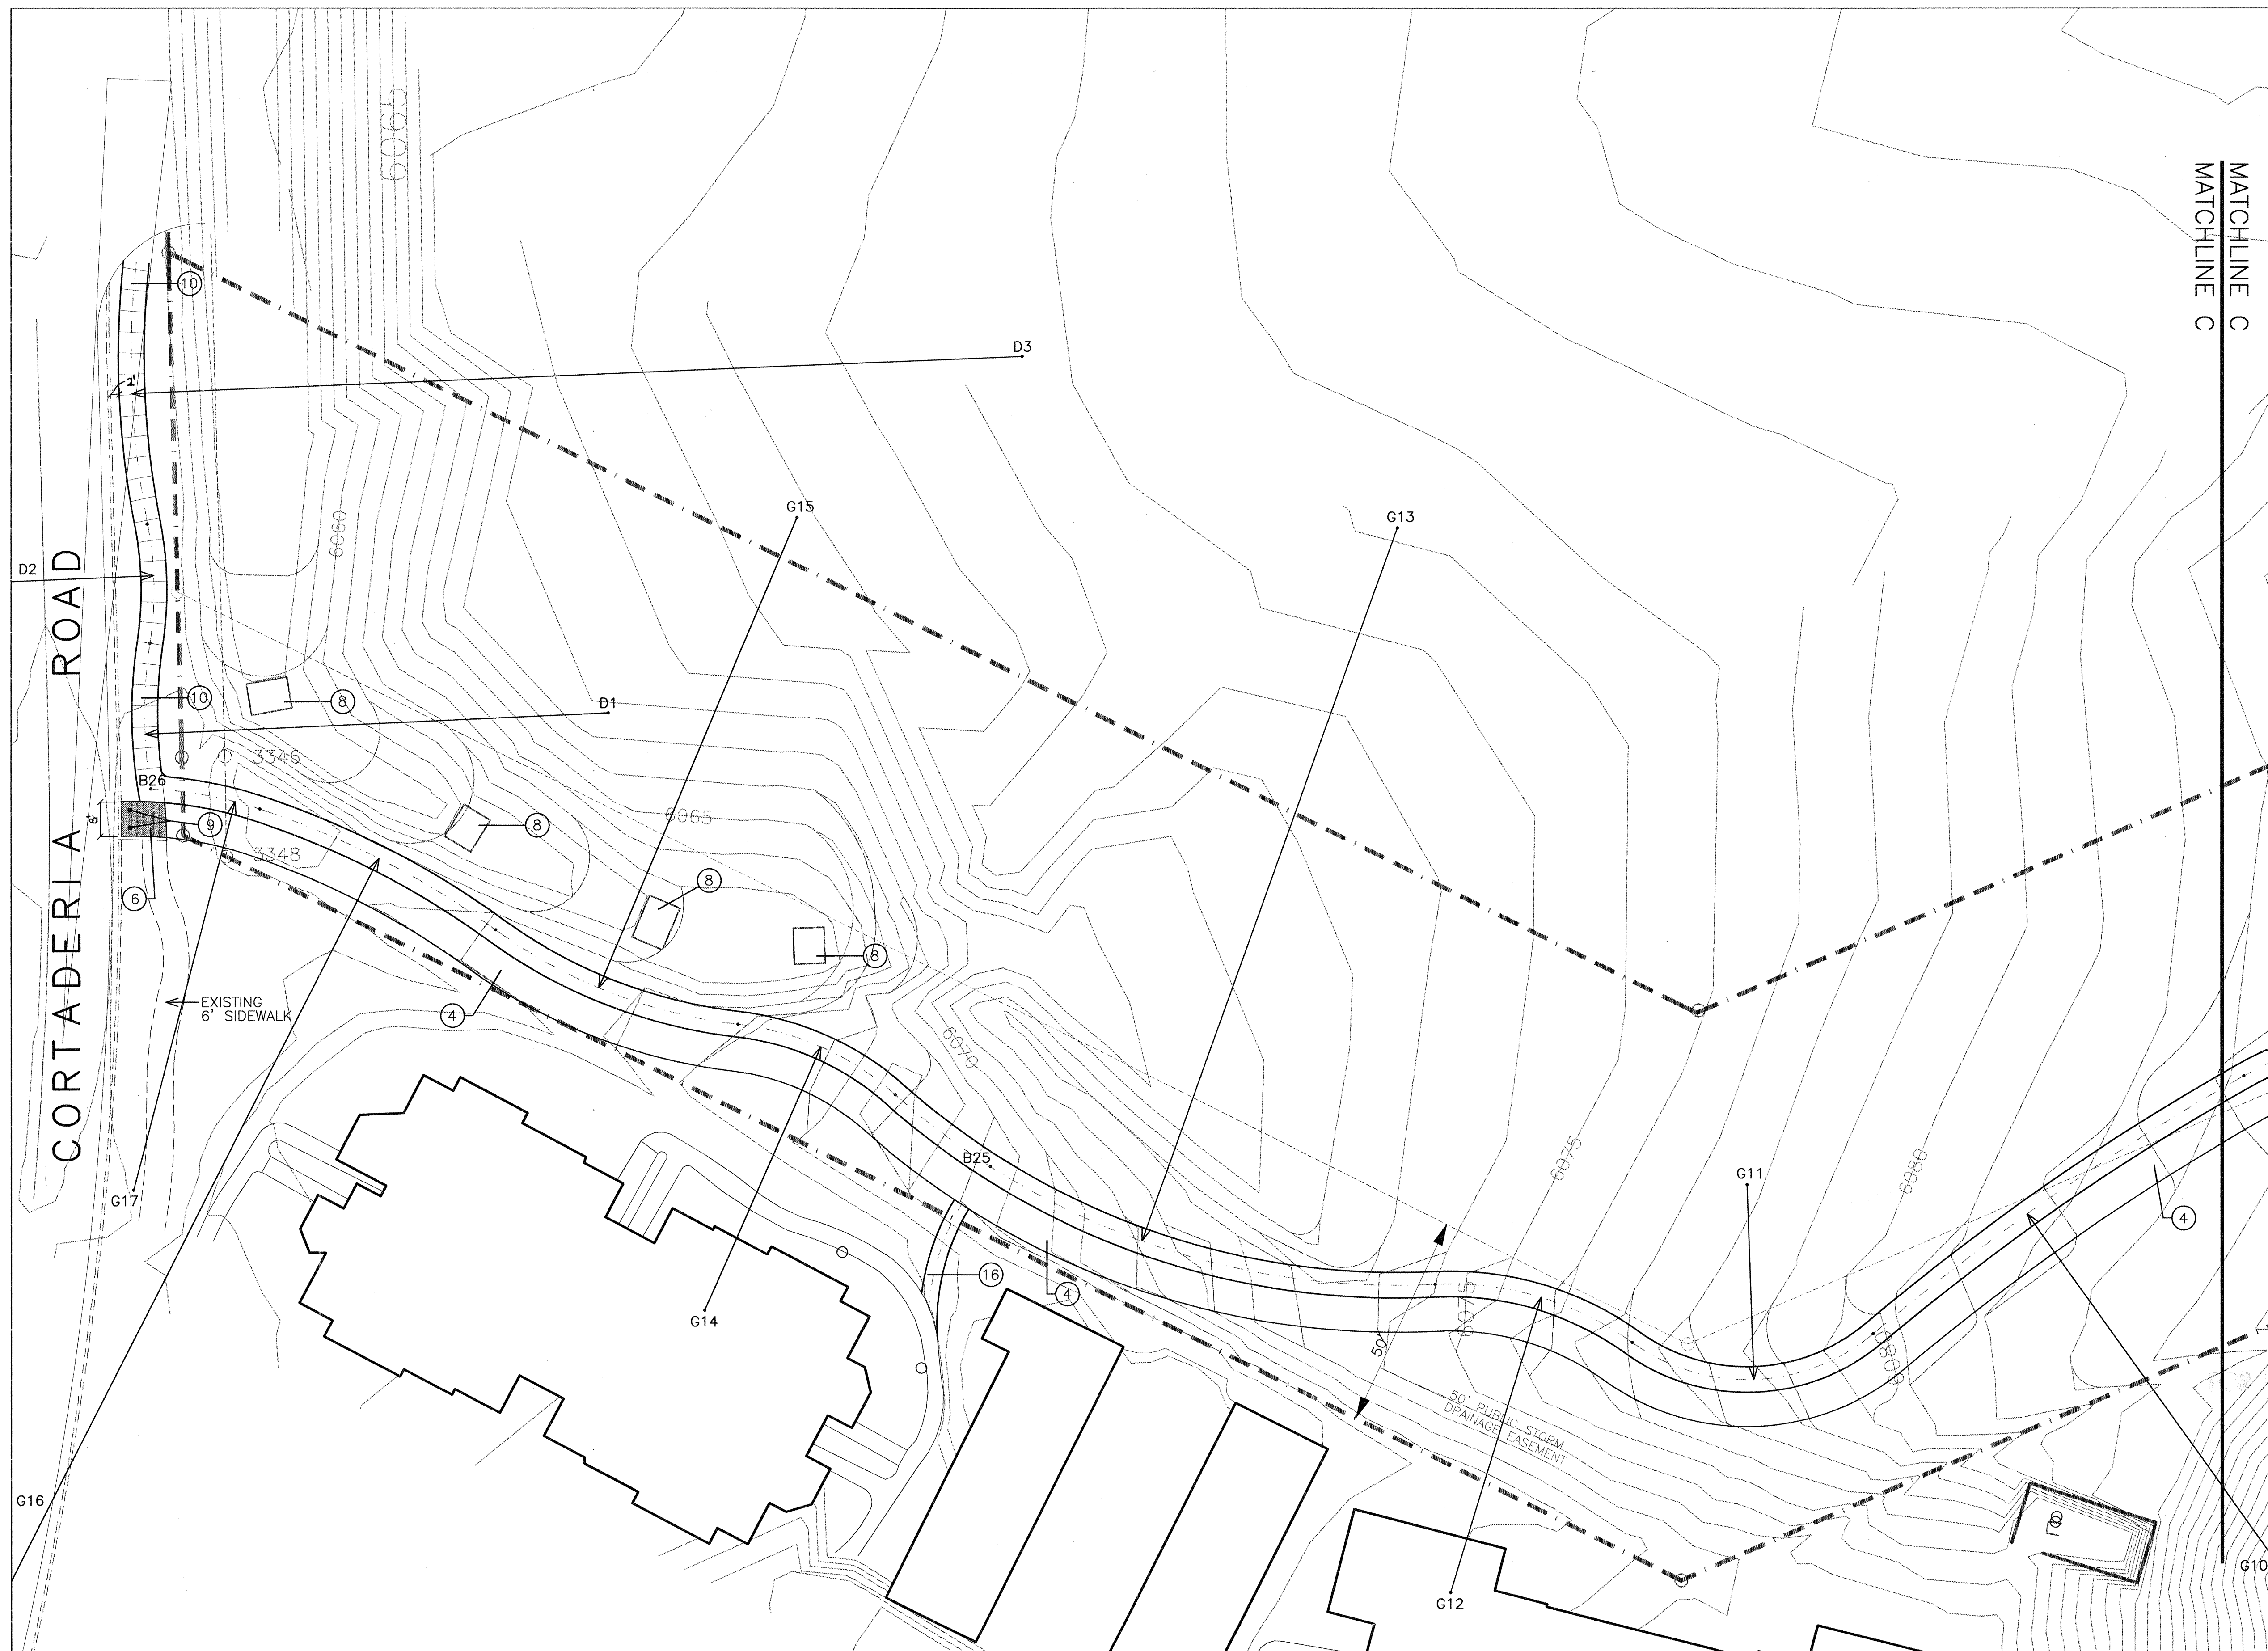 6065
MATCHLINE C
MATCHLINE C
10
D3
2'
G15
G13
6060
D2
CORTADERIA ROAD
10
8
D1
3346
B26
6'
9
8
6065
3348
8
6
8
EXISTING
6' SIDEWALK
4
6070
B25
6075
G11
6080
G17
4
16
4
G14
6075
50'
6080
50' PUBLIC STORM
DRAINAGE EASEMENT
G16
G12
G10